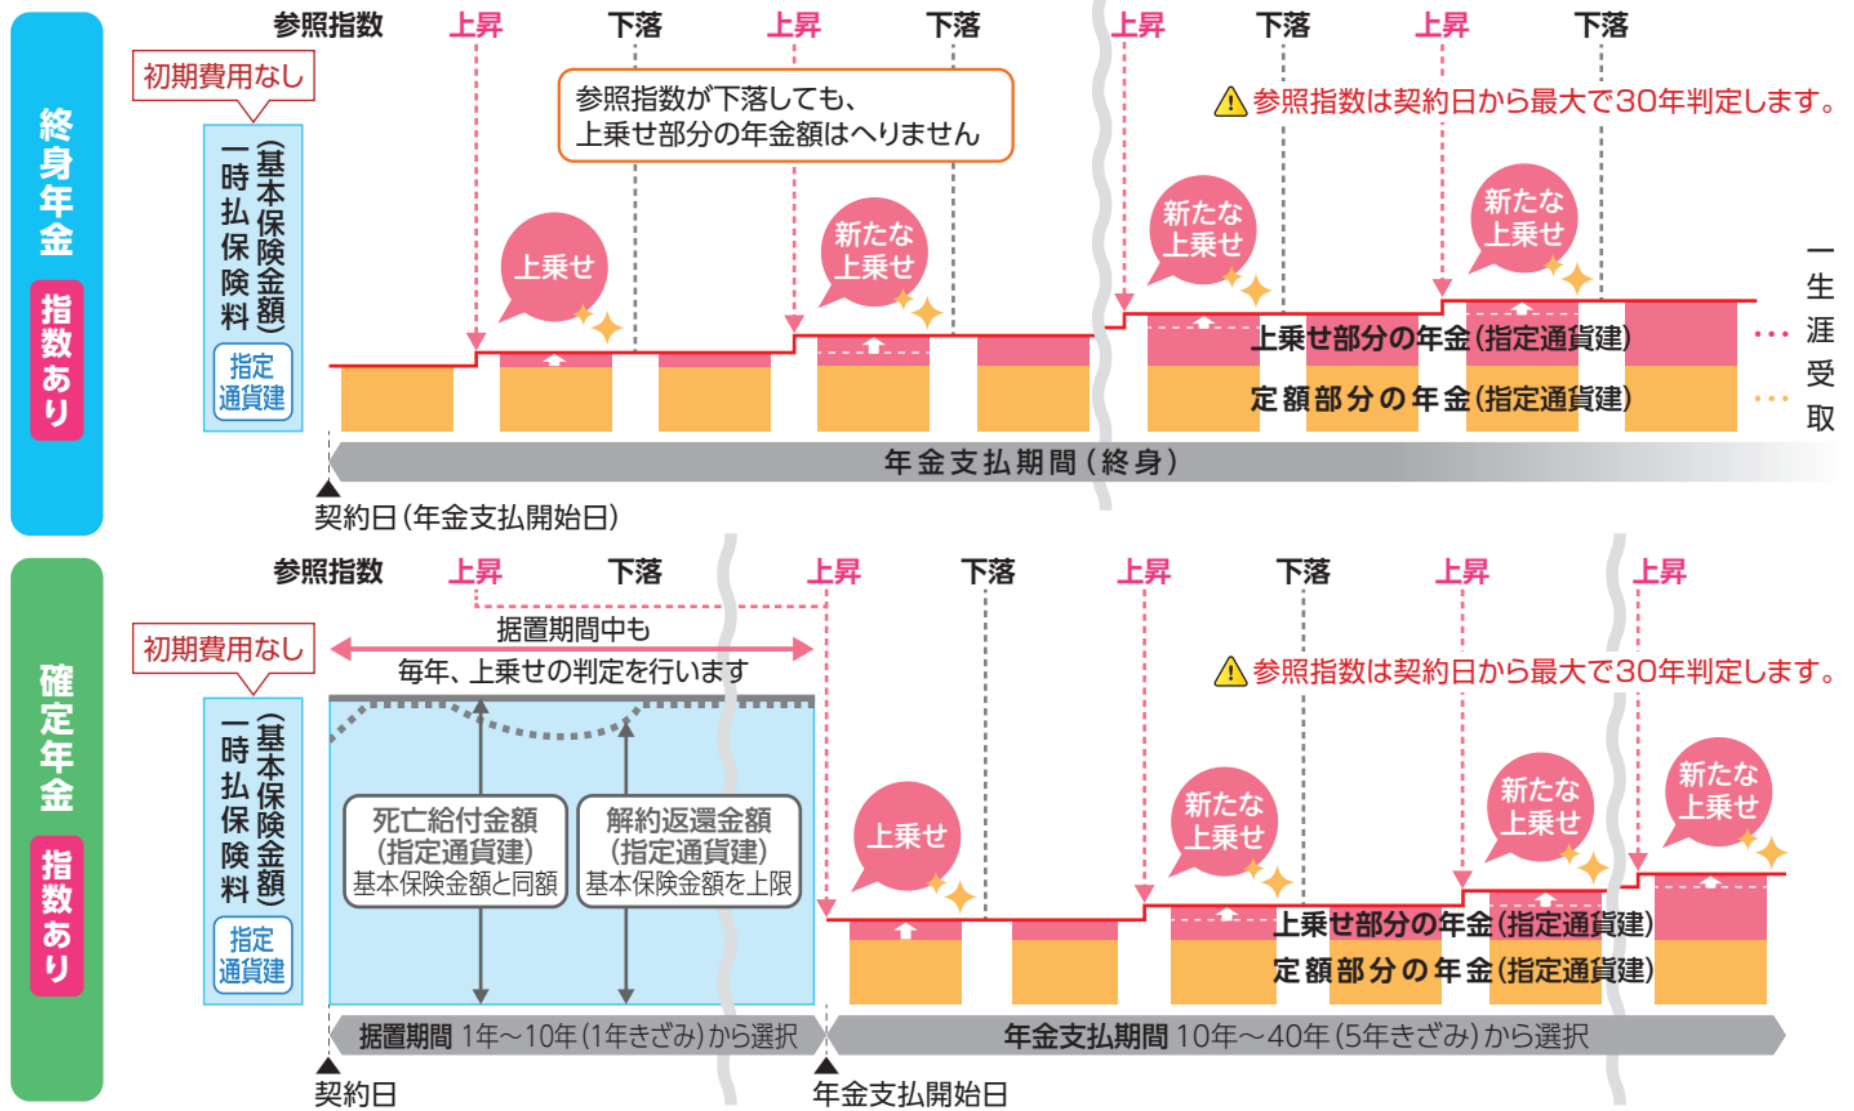 終身年金
指数あり
参照指数 上昇 下落 上昇 下落 上昇 下落 上昇 下落
初期費用なし
参照指数が下落しても、
上乗せ部分の年金額はへりません
参照指数は契約日から最大で30年判定します。
一時払保険料
(基本保険金額)
指定
通貨建
上乗せ
新たな
上乗せ
新たな
上乗せ
新たな
上乗せ
上乗せ部分の年金(指定通貨建)
定額部分の年金(指定通貨建)
…
…
一生涯受取
年金支払期間(終身)
契約日(年金支払開始日)
確定年金
指数あり
参照指数 上昇 下落 上昇 下落 上昇 下落 上昇 上昇
初期費用なし
据置期間中も
毎年、上乗せの判定を行います
参照指数は契約日から最大で30年判定します。
一時払保険料
(基本保険金額)
指定
通貨建
死亡給付金額
(指定通貨建)
基本保険金額と同額
解約返還金額
(指定通貨建)
基本保険金額を上限
上乗せ
新たな
上乗せ
新たな
上乗せ
新たな
上乗せ
上乗せ部分の年金(指定通貨建)
定額部分の年金(指定通貨建)
据置期間 1年~10年(1年きざみ)から選択
年金支払期間 10年~40年(5年きざみ)から選択
契約日
年金支払開始日